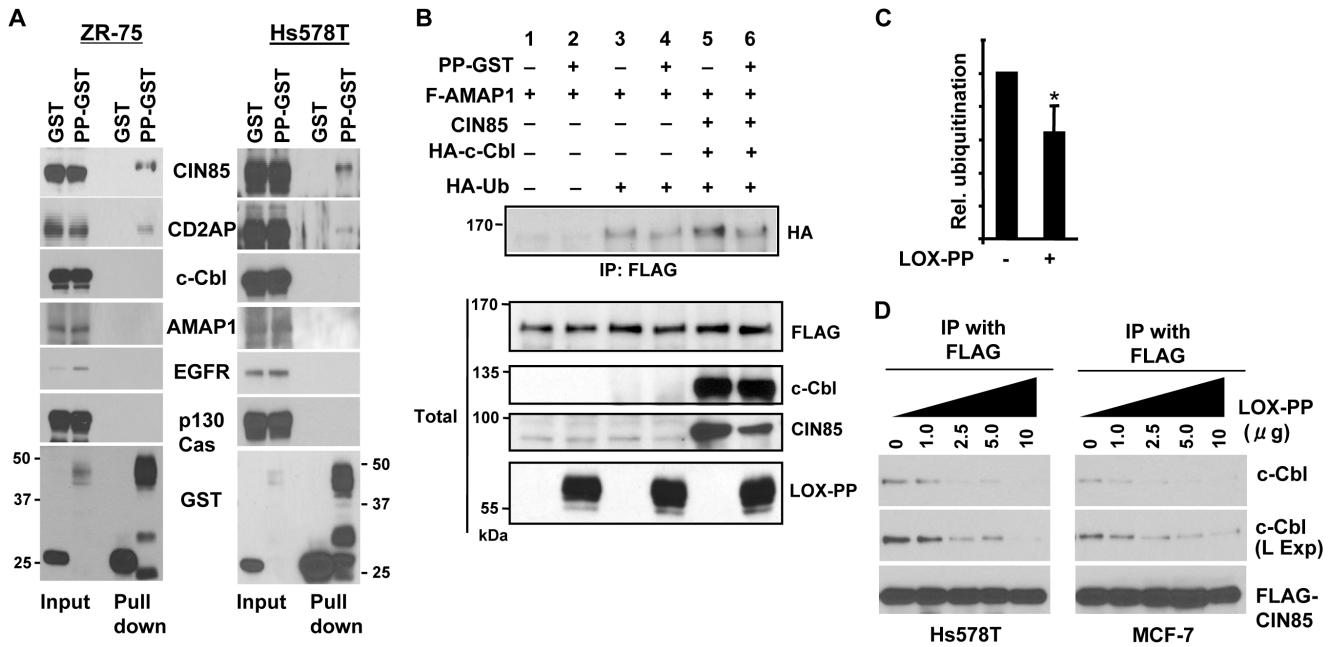 A
ZR-75 Hs578T
GST PP-GST GST PP-GST GST PP-GST GST PP-GST
CIN85
CD2AP
c-Cbl
AMAP1
EGFR
p130
Cas
GST
50
37
25
50
37
25
Input Pull down Input Pull down
B
1 2 3 4 5 6
PP-GST – + – + – +
F-AMAP1 + + + + + +
CIN85 – – – – + +
HA-c-Cbl – – – – + +
HA-Ub – – + + + +
170 HA
IP: FLAG
170 FLAG
135 c-Cbl
Total
100 CIN85
LOX-PP
55
kDa
C
Rel. ubiquitination
*
LOX-PP - +
D
IP with FLAG IP with FLAG
LOX-PP
(μg)
0 1.0 2.5 5.0 10 0 1.0 2.5 5.0 10
c-Cbl
c-Cbl
(L Exp)
FLAG-
CIN85
Hs578T MCF-7